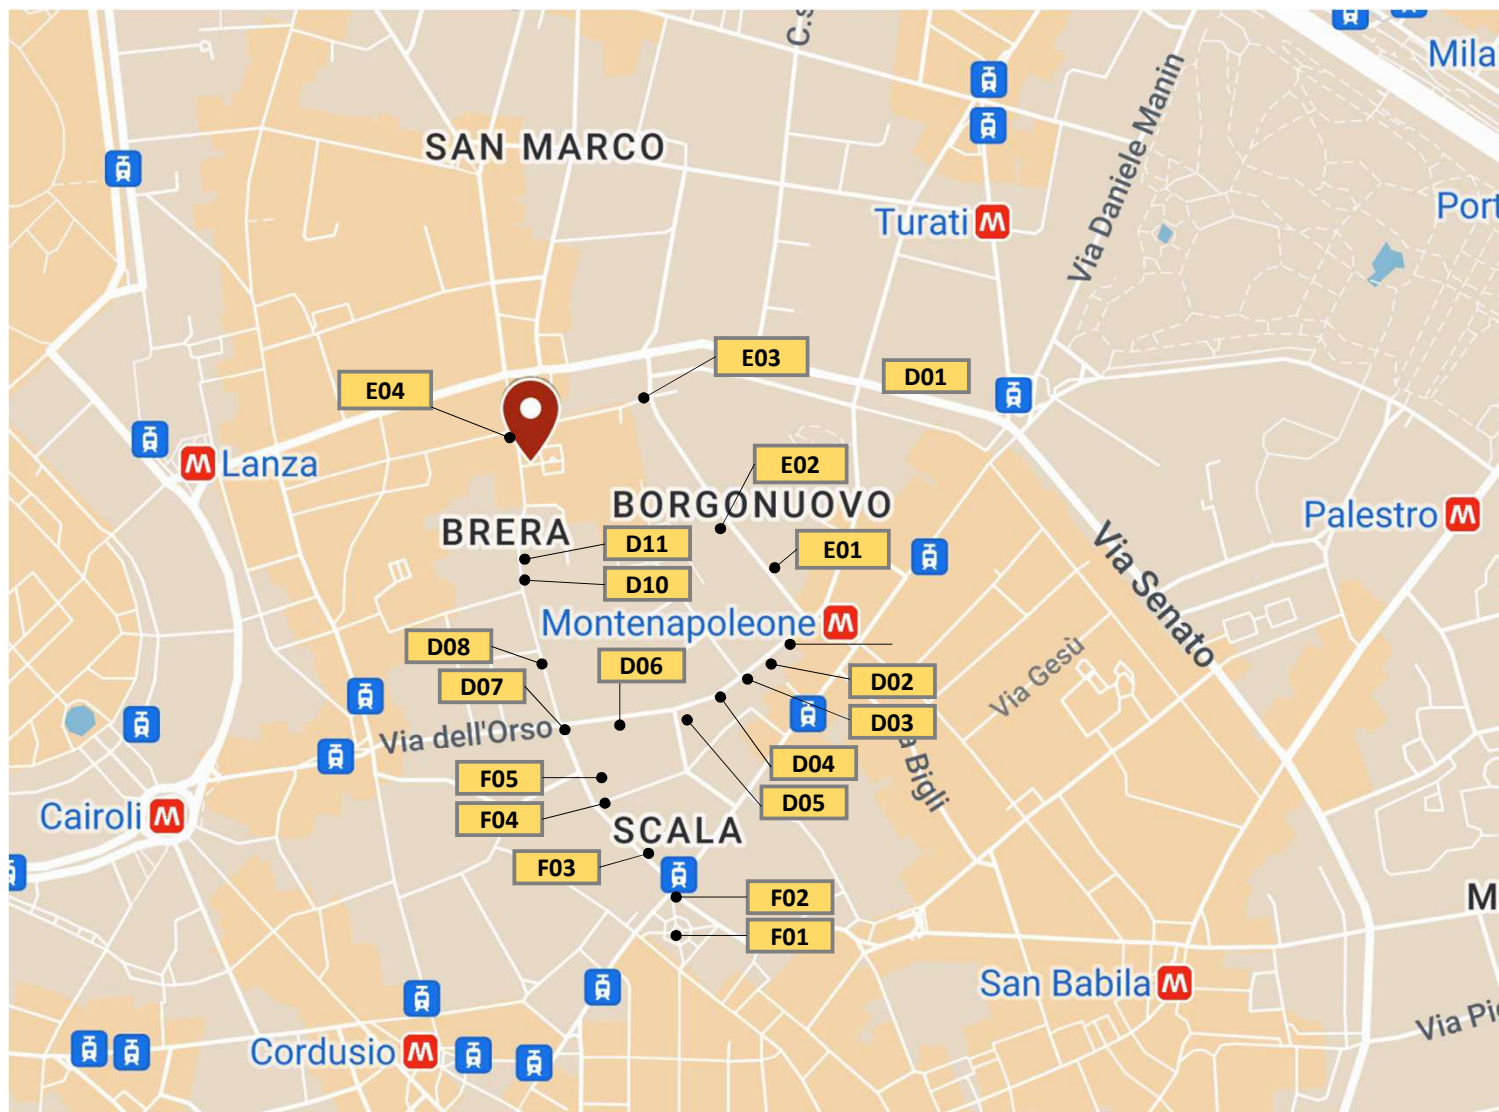 C.s
Mila
SAN MARCO
Via Daniele Manin
Port
Turati
E03
D01
E04
Lanza
E02
BORGONUOVO
Palestro
BRERA
D11
E01
D10
Via Senato
Montenapoleone
D08
D06
Via Gesù
D07
D02
D03
Via dell'Orso
D04
a Bigli
F05
D05
Cairoli
F04
SCALA
F03
F02
M
F01
San Babila
Via Pie
Cordusio